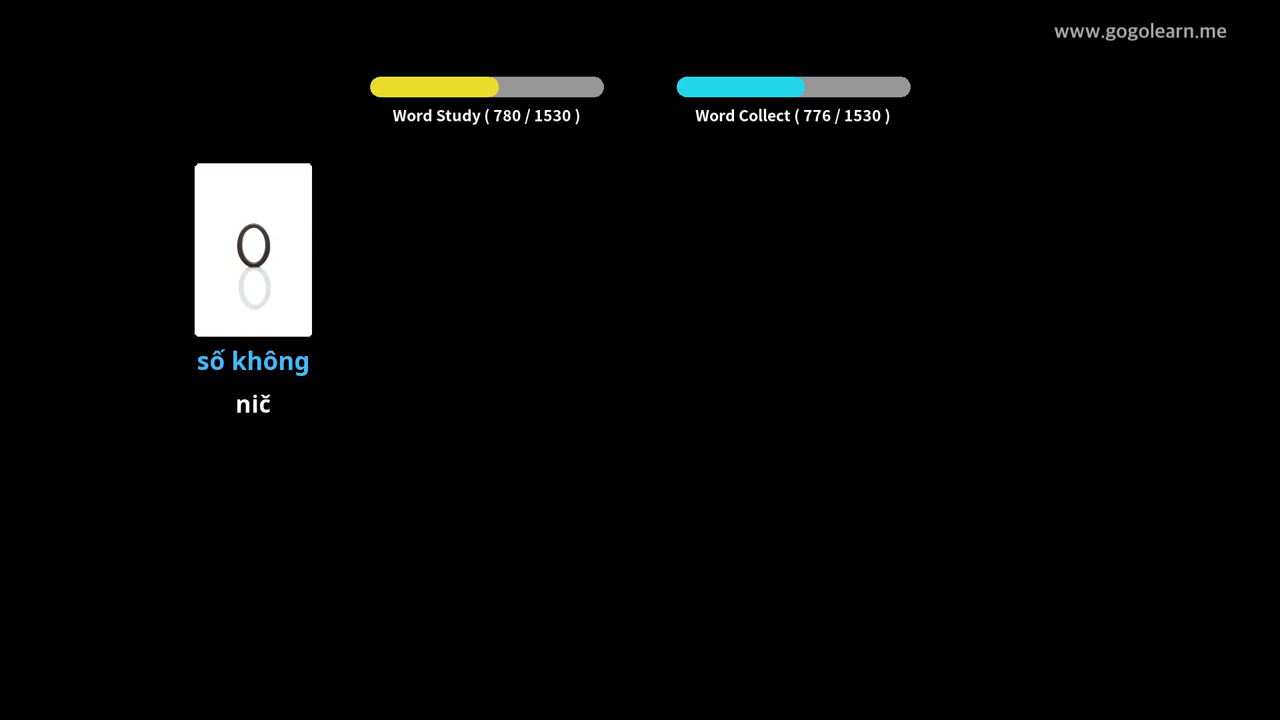 www.gogolearn.me
Word Study ( 780 / 1530 )
Word Collect ( 776 / 1530 )
0
số không
nič